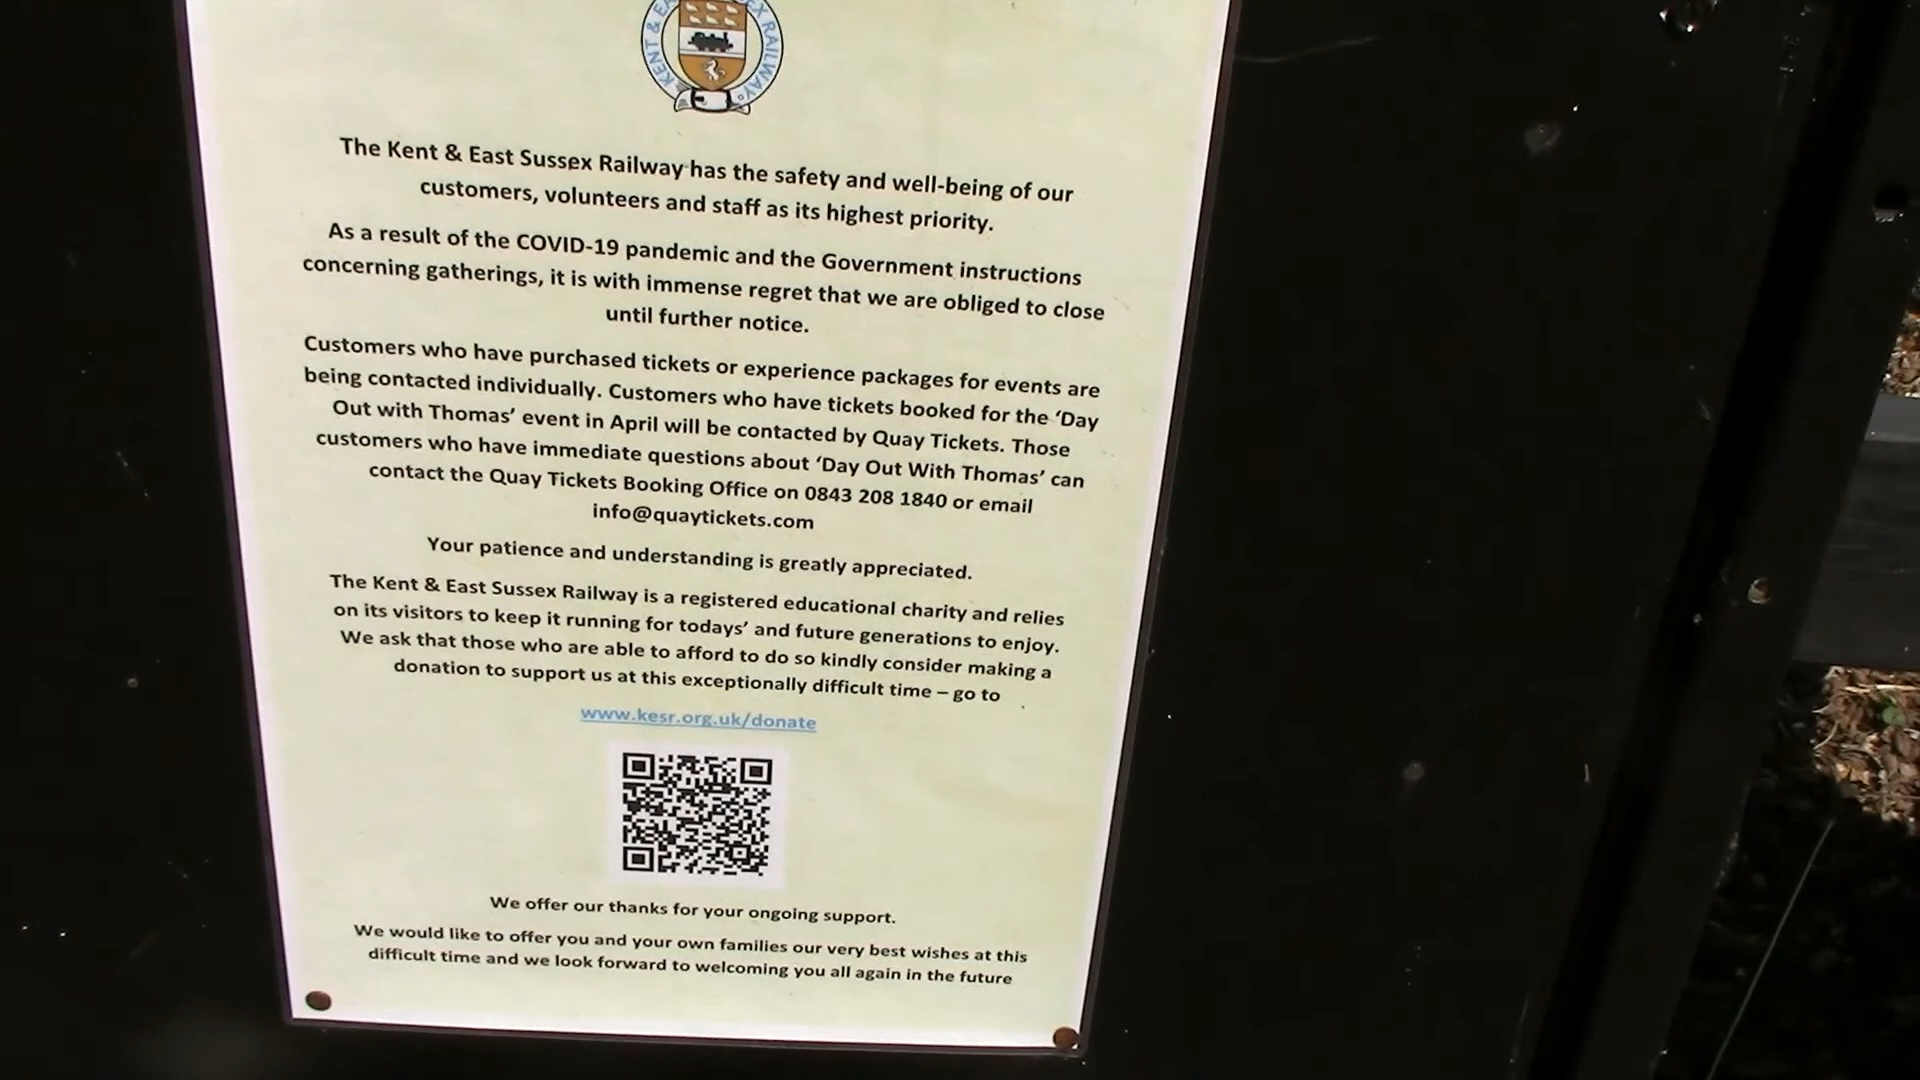 KENT & EA EX RAILWAY
The Kent & East Sussex Railway has the safety and well-being of our
customers, volunteers and staff as its highest priority.
As a result of the COVID-19 pandemic and the Government instructions
concerning gatherings, it is with immense regret that we are obliged to close
until further notice.
Customers who have purchased tickets or experience packages for events are
being contacted individually. Customers who have tickets booked for the ‘Day
Out with Thomas’ event in April will be contacted by Quay Tickets. Those
customers who have immediate questions about ‘Day Out With Thomas’ can
contact the Quay Tickets Booking Office on 0843 208 1840 or email
info@quaytickets.com
Your patience and understanding is greatly appreciated.
The Kent & East Sussex Railway is a registered educational charity and relies
on its visitors to keep it running for todays’ and future generations to enjoy.
We ask that those who are able to afford to do so kindly consider making a
donation to support us at this exceptionally difficult time – go to
www.kesr.org.uk/donate
We offer our thanks for your ongoing support.
We would like to offer you and your own families our very best wishes at this
difficult time and we look forward to welcoming you all again in the future